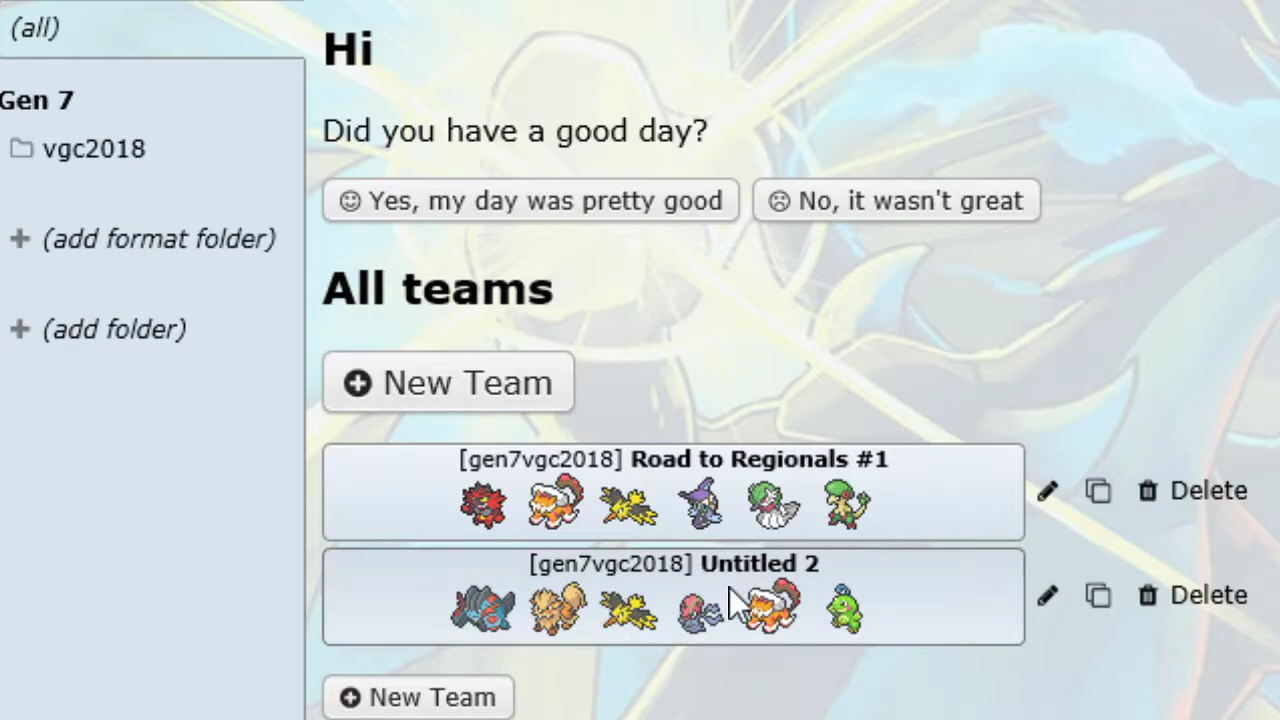 (all)
Gen 7
vgc2018
(add format folder)
(add folder)
Hi
Did you have a good day?
Yes, my day was pretty good
No, it wasn't great
All teams
New Team
[gen7vgc2018] Road to Regionals #1
Delete
[gen7vgc2018] Untitled 2
Delete
New Team